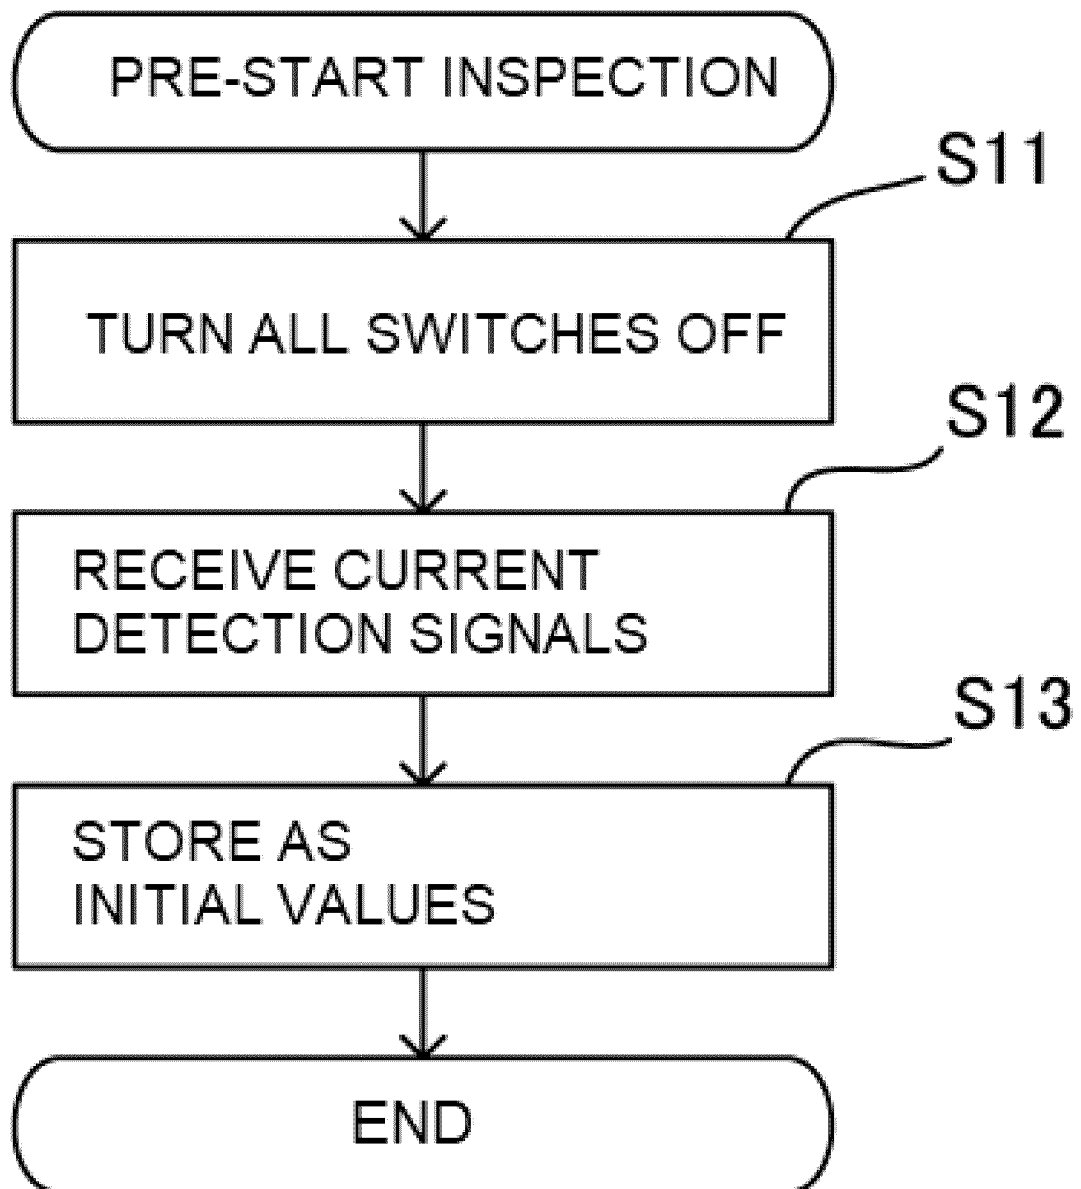 PRE-START INSPECTION
S11
TURN ALL SWITCHES OFF
S12
RECEIVE CURRENT
DETECTION SIGNALS
S13
STORE AS
INITIAL VALUES
END